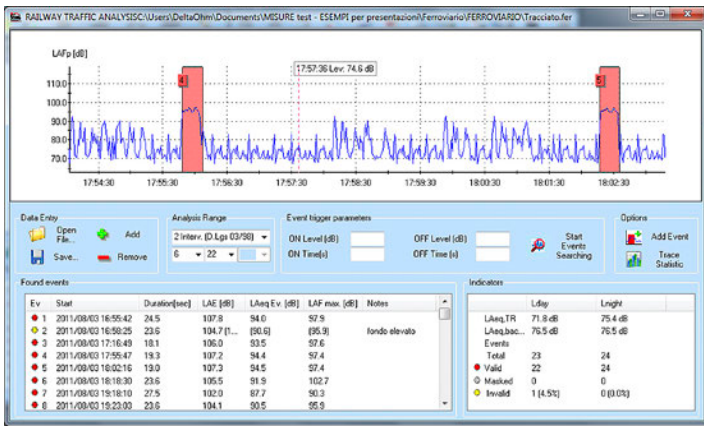 RAILWAY TRAFFIC ANALYSISC:\Users\DeltaOhm\Documents\MISURE test - ESEMPI per presentazioni\Ferroviario\FERROVIARIO\Tracciato.fer
LAFp [dB]
17:57:36 Lev: 74.6 dB
4
5
110.0
100.0
90.0
80.0
70.0
17:54:30 17:55:30 17:56:30 17:57:30 17:58:30 17:59:30 18:00:30 18:01:30 18:02:30
Data Entry
Open File...
Add
Save...
Remove
Analysis Range
2 Interv. (D.Lgs 03/98)
6 22
Event trigger parameters
ON Level (dB)
OFF Level (dB)
ON Time(s)
OFF Time (s)
Start Events Searching
Options
Add Event
Trace Statistic
Found events
Ev Start Duration[sec] LAE [dB] LAeq Ev. [dB] LAF max. [dB] Notes
1 2011/08/03 16:55:42 24.5 107.8 94.0 97.9
2 2011/08/03 16:58:25 23.6 104.7 (1... (90.6) (95.9) fondo elevato
3 2011/08/03 17:16:49 18.1 106.0 93.5 97.6
4 2011/08/03 17:55:47 19.3 107.2 94.4 97.4
5 2011/08/03 18:02:16 19.0 107.3 94.5 97.4
6 2011/08/03 18:18:30 23.6 105.5 91.9 102.7
7 2011/08/03 19:18:10 27.5 102.0 87.7 90.3
8 2011/08/03 19:23:03 23.6 104.1 90.5 95.9
Indicators
Lday Lnight
LAeq,TR 71.8 dB 75.4 dB
LAeq,bac... 76.5 dB 76.5 dB
Events
Total 23 24
Valid 22 24
Masked 0 0
Invalid 1 (4.5%) 0 (0.0%)